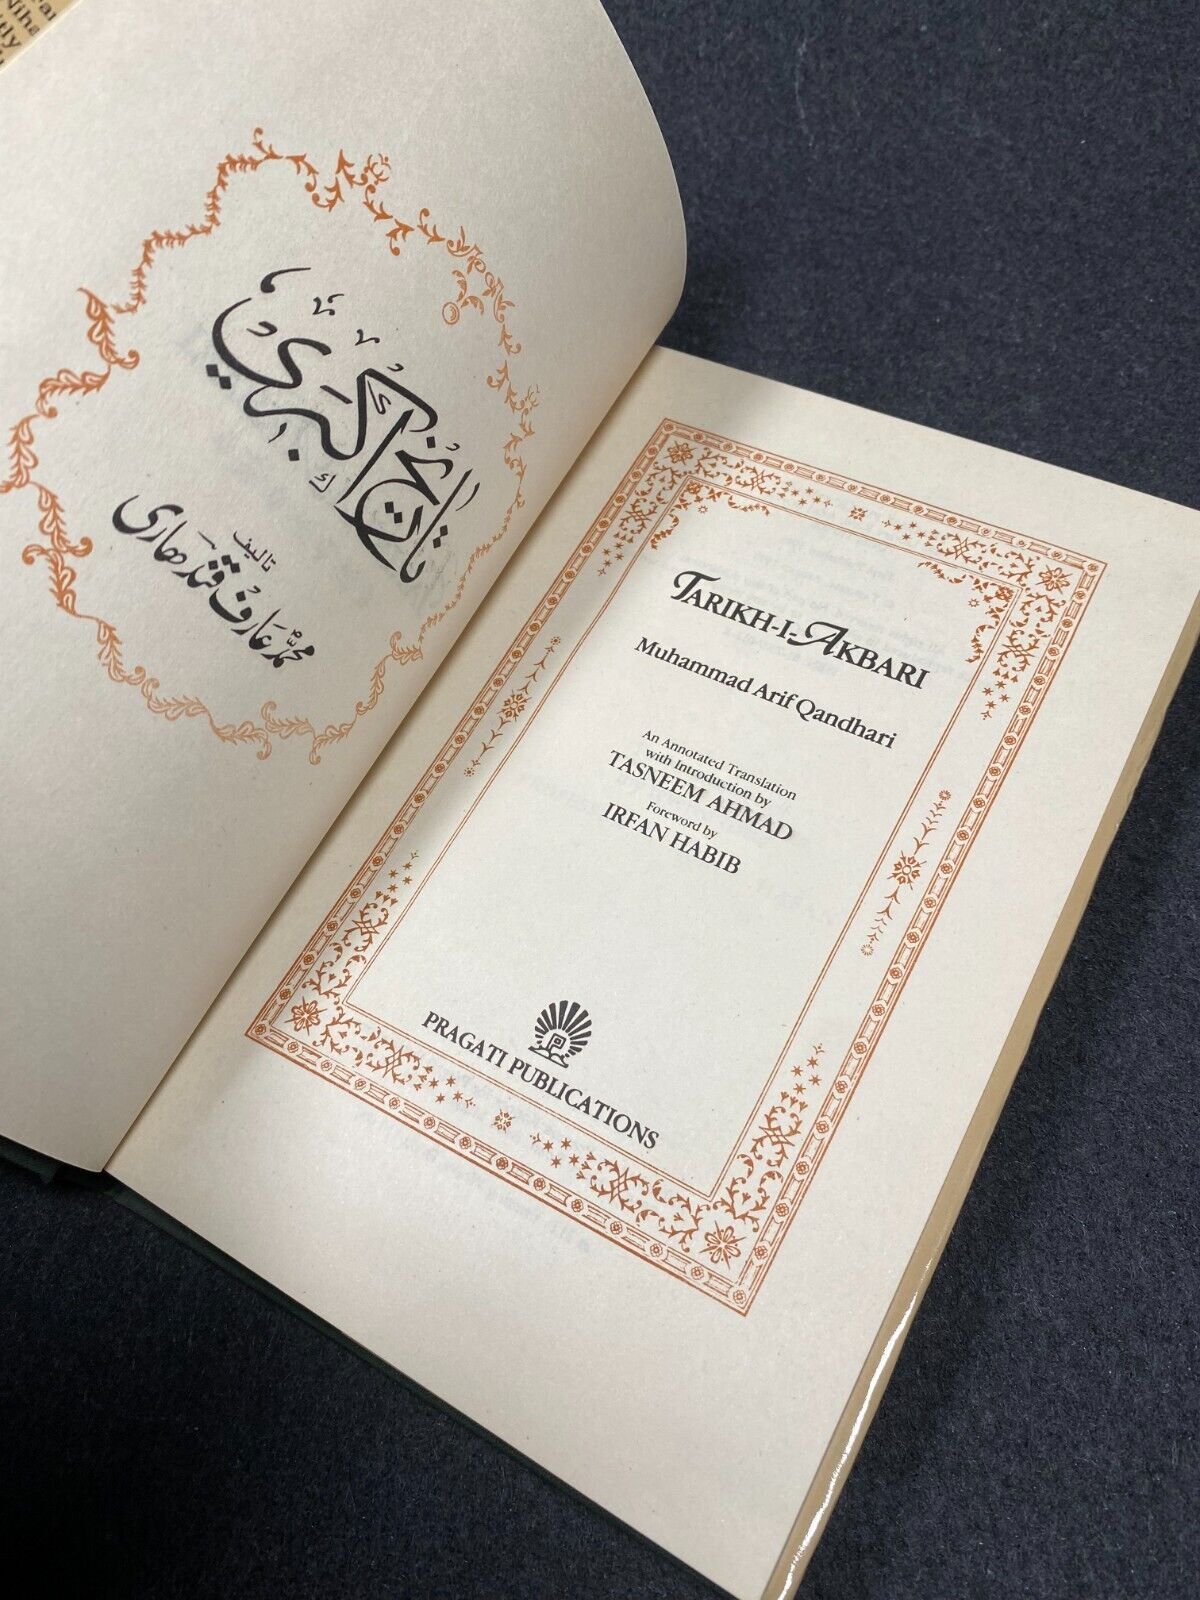 تاریخ اکبری
تالیف
محمد عارف قندھاری
TARIKH-I-AKBARI
Muhammad Arif Qandhari
An Annotated Translation
with Introduction by
TASNEEM AHMAD
Foreword by
IRFAN HABIB
PRAGATI PUBLICATIONS